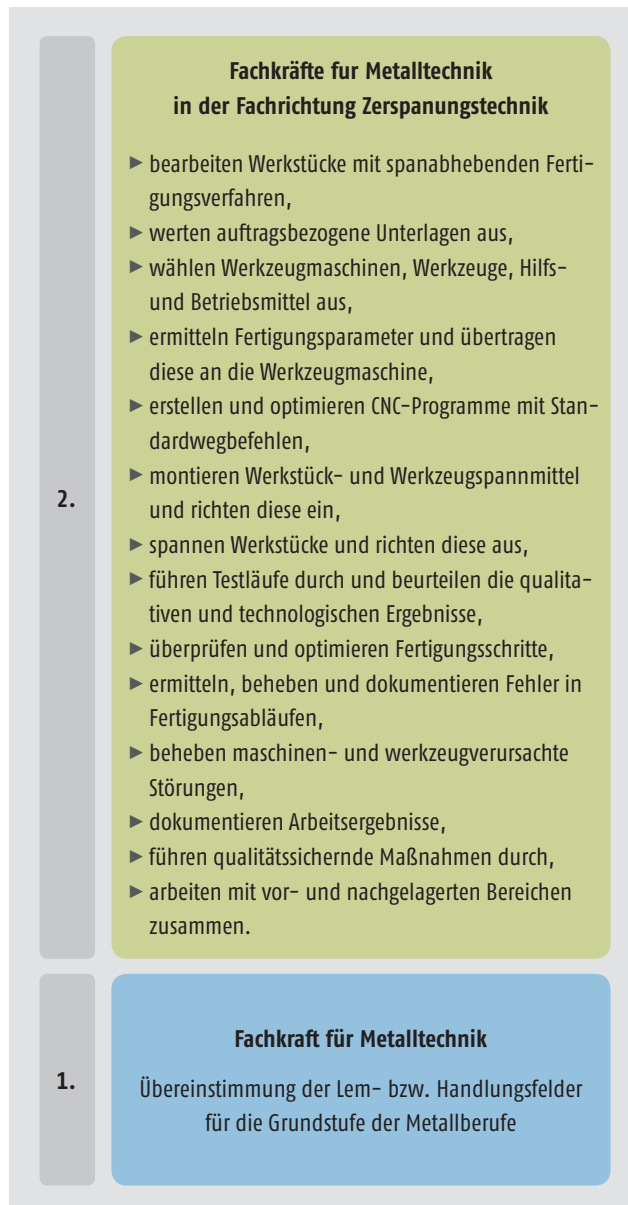 2.
Fachkräfte fur Metalltechnik
in der Fachrichtung Zerspanungstechnik
▶ bearbeiten Werkstücke mit spanabhebenden Ferti-
gungsverfahren,
▶ werten auftragsbezogene Unterlagen aus,
▶ wählen Werkzeugmaschinen, Werkzeuge, Hilfs-
und Betriebsmittel aus,
▶ ermitteln Fertigungsparameter und übertragen
diese an die Werkzeugmaschine,
▶ erstellen und optimieren CNC-Programme mit Stan-
dardwegbefehlen,
▶ montieren Werkstück- und Werkzeugspannmittel
und richten diese ein,
▶ spannen Werkstücke und richten diese aus,
▶ führen Testläufe durch und beurteilen die qualita-
tiven und technologischen Ergebnisse,
▶ überprüfen und optimieren Fertigungsschritte,
▶ ermitteln, beheben und dokumentieren Fehler in
Fertigungsabläufen,
▶ beheben maschinen- und werkzeugverursachte
Störungen,
▶ dokumentieren Arbeitsergebnisse,
▶ führen qualitätssichernde Maßnahmen durch,
▶ arbeiten mit vor- und nachgelagerten Bereichen
zusammen.
1.
Fachkraft für Metalltechnik
Übereinstimmung der Lem- bzw. Handlungsfelder
für die Grundstufe der Metallberufe